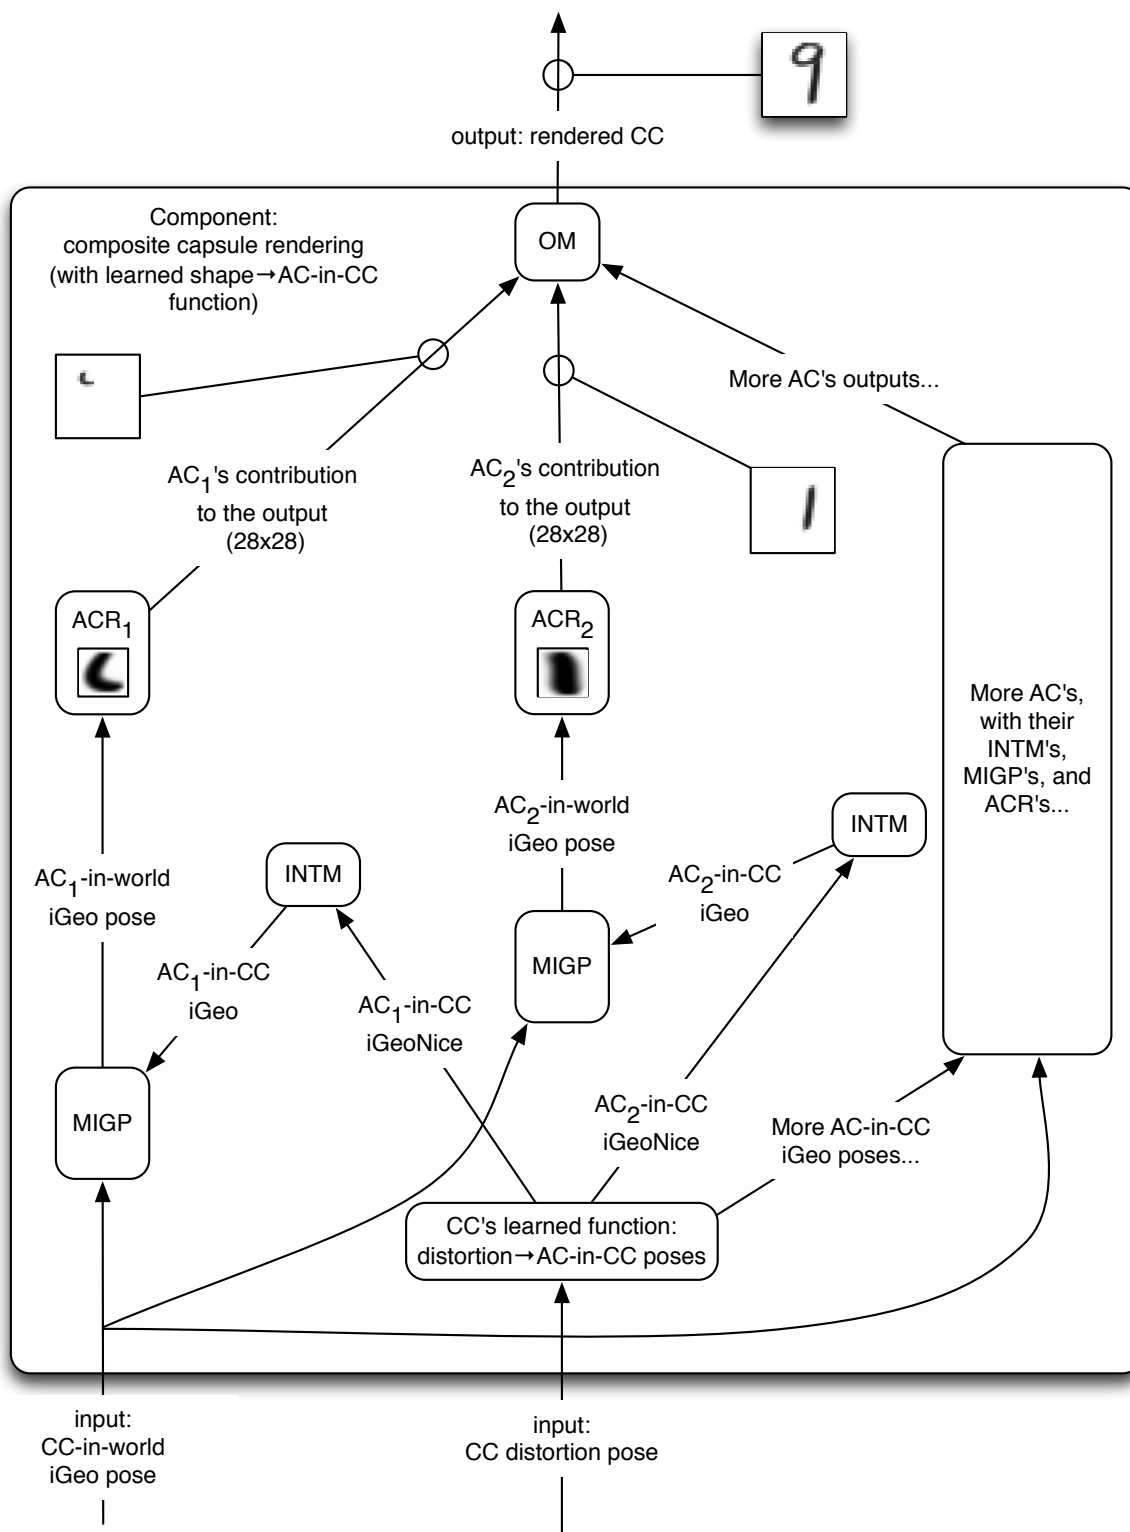 output: rendered CC
Component:
composite capsule rendering
(with learned shape→AC-in-CC
function)
OM
More AC's outputs...
AC1's contribution
to the output
(28x28)
AC2's contribution
to the output
(28x28)
ACR1
ACR2
More AC's,
with their
INTM's,
MIGP's, and
ACR's...
AC2-in-world
iGeo pose
INTM
AC1-in-world
iGeo pose
INTM
AC2-in-CC
iGeo
AC1-in-CC
iGeo
MIGP
AC1-in-CC
iGeoNice
MIGP
AC2-in-CC
iGeoNice
More AC-in-CC
iGeo poses...
CC's learned function:
distortion→AC-in-CC poses
input:
CC-in-world
iGeo pose
input:
CC distortion pose
9